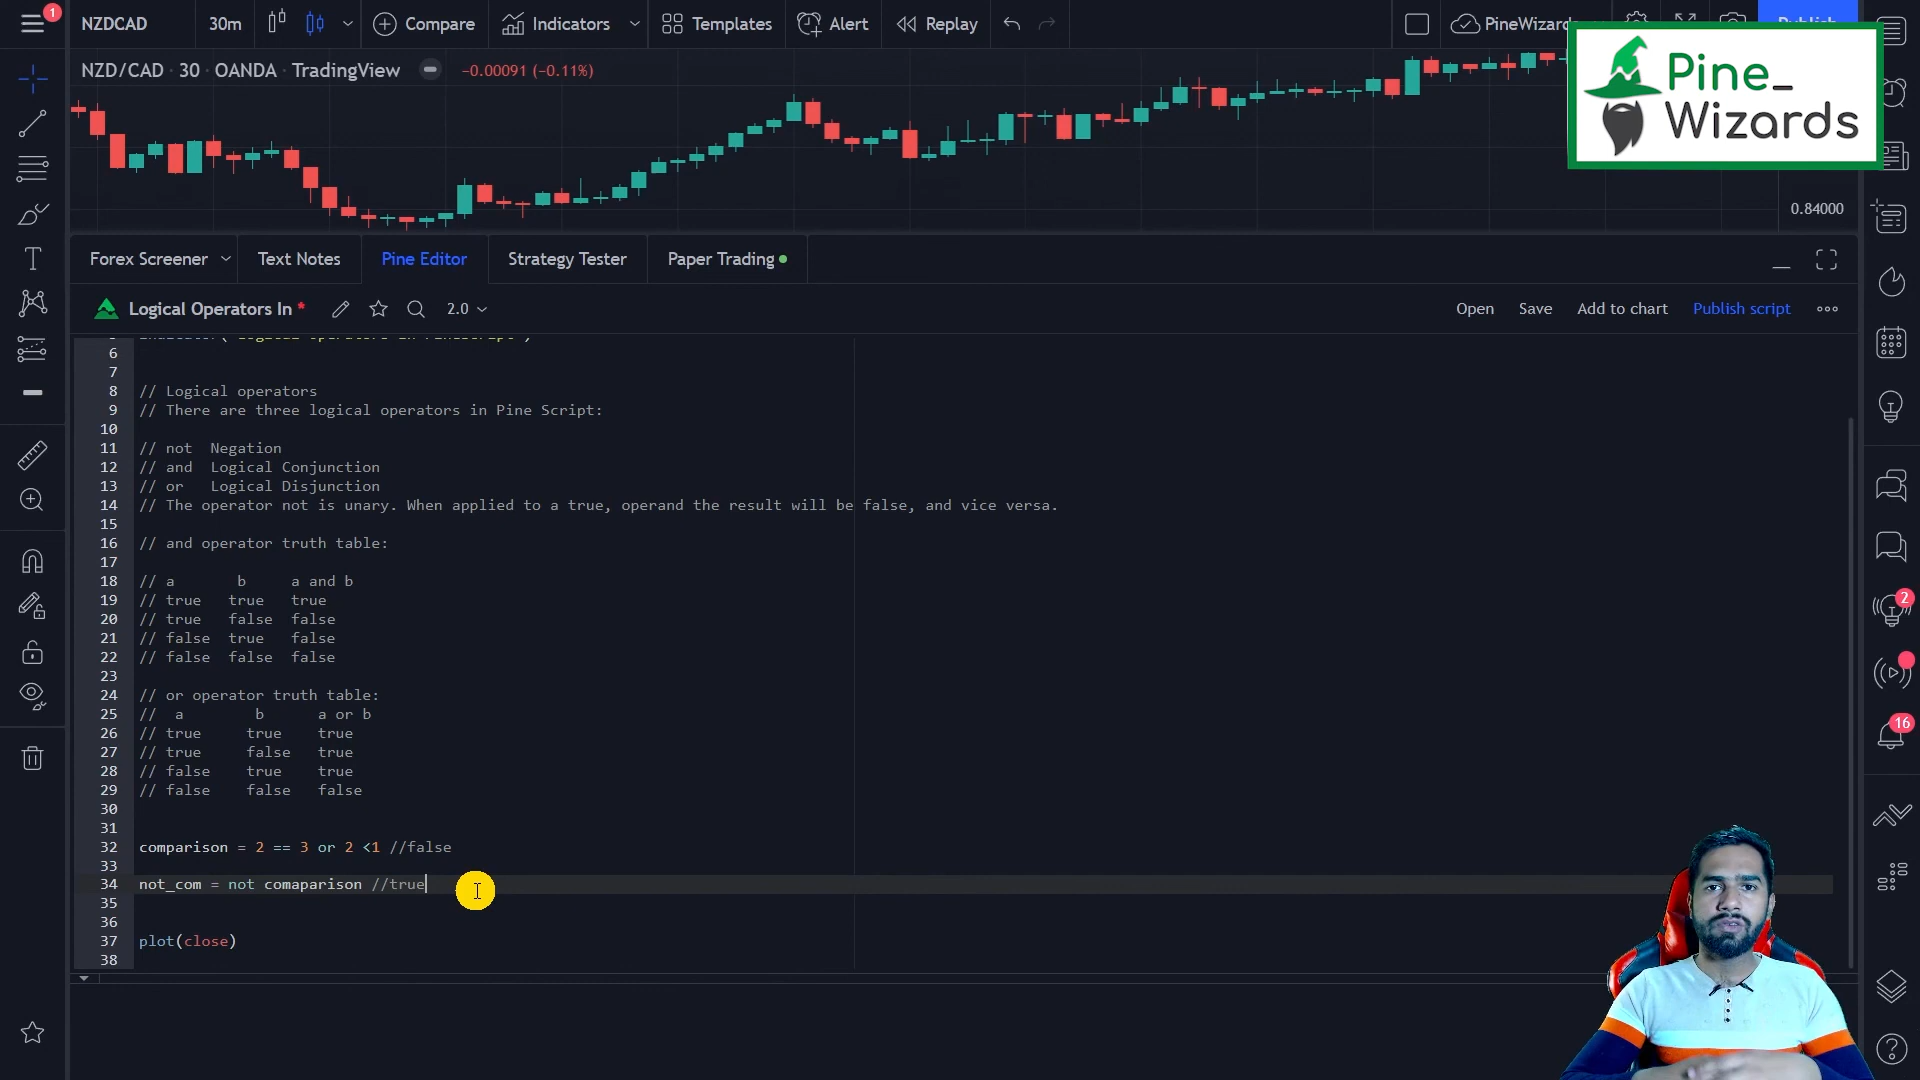 1
NZDCAD 30m Compare Indicators Templates Alert Replay PineWizards Publish
NZD/CAD · 30 · OANDA · TradingView −0.00091 (−0.11%)
Pine_
Wizards
0.84000
Forex Screener Text Notes Pine Editor Strategy Tester Paper Trading
Logical Operators In * 2.0 Open Save Add to chart Publish script
6
7
8 // Logical operators
9 // There are three logical operators in Pine Script:
10
11 // not Negation
12 // and Logical Conjunction
13 // or Logical Disjunction
14 // The operator not is unary. When applied to a true, operand the result will be false, and vice versa.
15
16 // and operator truth table:
17
18 // a b a and b
19 // true true true
20 // true false false
21 // false true false
22 // false false false
23
24 // or operator truth table:
25 // a b a or b
26 // true true true
27 // true false true
28 // false true true
29 // false false false
30
31
32 comparison = 2 == 3 or 2 <1 //false
33
34 not_com = not comaparison //true
35
36
37 plot(close)
38
2
16